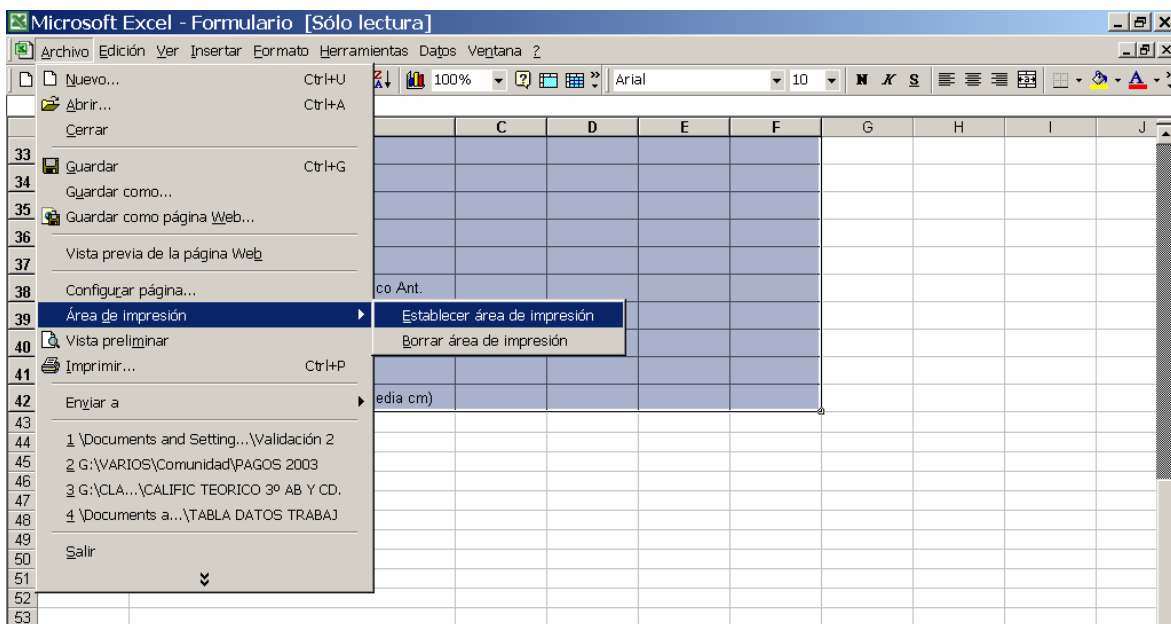 Microsoft Excel - Formulario [Sólo lectura]
Archivo Edición Ver Insertar Formato Herramientas Datos Ventana ?
100% Arial 10 N K S
Nuevo... Ctrl+U
Abrir... Ctrl+A
Cerrar
Guardar Ctrl+G
Guardar como...
Guardar como página Web...
Vista previa de la página Web
Configurar página...
Área de impresión
Vista preliminar
Imprimir... Ctrl+P
Enviar a
1 \Documents and Setting...\Validación 2
2 G:\VARIOS\Comunidad\PAGOS 2003
3 G:\CLA...\CALIFIC TEORICO 3º AB Y CD.
4 \Documents a...\TABLA DATOS TRABAJ
Salir
Establecer área de impresión
Borrar área de impresión
C D E F G H I J
33
34
35
36
37
38 co Ant.
39
40
41
42 edia cm)
43
44
45
46
47
48
49
50
51
52
53